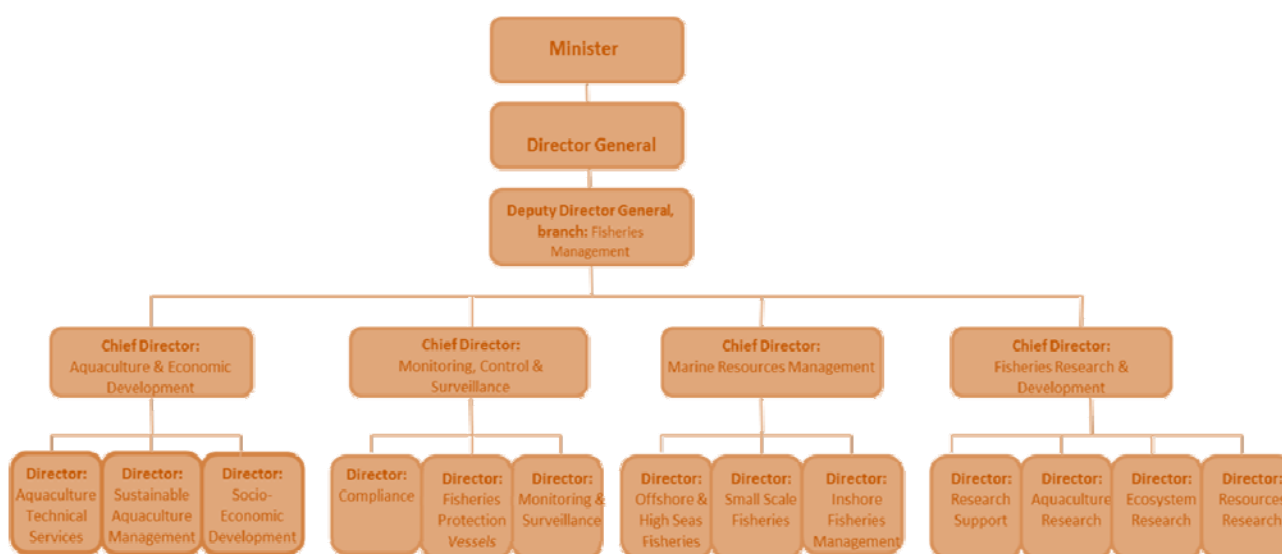 Minister
Director General
Deputy Director General,
branch: Fisheries
Management
Chief Director:
Aquaculture & Economic
Development
Chief Director:
Monitoring, Control &
Surveillance
Chief Director:
Marine Resources Management
Chief Director:
Fisheries Research &
Development
Director:
Aquaculture
Technical
Services
Director:
Sustainable
Aquaculture
Management
Director:
Socio-
Economic
Development
Director:
Compliance
Director:
Fisheries
Protection
Vessels
Director:
Monitoring &
Surveillance
Director:
Offshore &
High Seas
Fisheries
Director:
Small Scale
Fisheries
Director:
Inshore
Fisheries
Management
Director:
Research
Support
Director:
Aquaculture
Research
Director:
Ecosystem
Research
Director:
Resources
Research